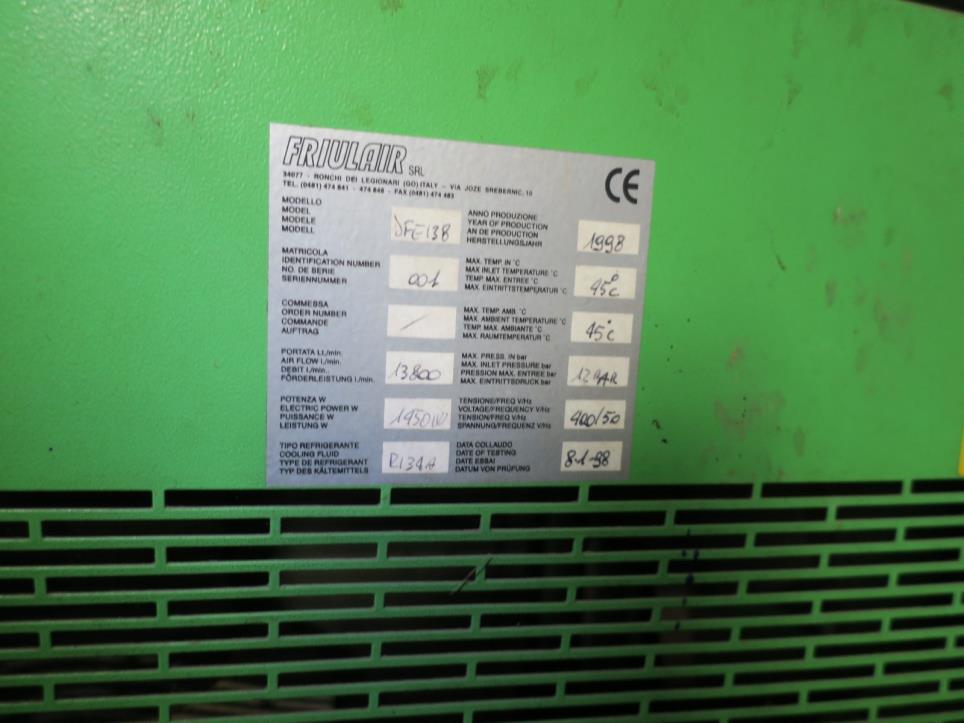 FRIULAIR SRL
34077 - RONCHI DEI LEGIONARI (GO) ITALY - VIA JOZE SREBERNIC, 10
TEL. (0481) 474 841 - 474 846 - FAX (0481) 474 483
CE
MODELLO
MODEL
MODELE
MODELL
DFE138
ANNO PRODUZIONE
YEAR OF PRODUCTION
AN DE PRODUCTION
HERSTELLUNGSJAHR
1998
MATRICOLA
IDENTIFICATION NUMBER
NO. DE SERIE
SERIENNUMMER
001
MAX. TEMP. IN °C
MAX INLET TEMPERATURE °C
TEMP. MAX. ENTREE °C
MAX. EINTRITTSTEMPERATUR °C
45°C
COMMESSA
ORDER NUMBER
COMMANDE
AUFTRAG
/
MAX. TEMP. AMB. °C
MAX. AMBIENT TEMPERATURE °C
TEMP. MAX. AMBIANTE °C
MAX. RAUMTEMPERATUR °C
45°C
PORTATA Lt./min.
AIR FLOW l./min.
DEBIT l./min..
FÖRDERLEISTUNG l./min.
13800
MAX. PRESS. IN bar
MAX. INLET PRESSURE bar
PRESSION MAX. ENTREE bar
MAX. EINTRITTSDRUCK bar
12 BAR
POTENZA W
ELECTRIC POWER W
PUISSANCE W
LEISTUNG W
1950W
TENSIONE/FREQ V/Hz
VOLTAGE/FREQUENCY V/Hz
TENSION/FREQ V/Hz
SPANNUNG/FREQUENZ V/Hz
400/50
TIPO REFRIGERANTE
COOLING FLUID
TYPE DE REFRIGERANT
TYP DES KÄLTEMITTELS
R134A
DATA COLLAUDO
DATE OF TESTING
DATE ESSAI
DATUM VON PRÜFUNG
8-1-98